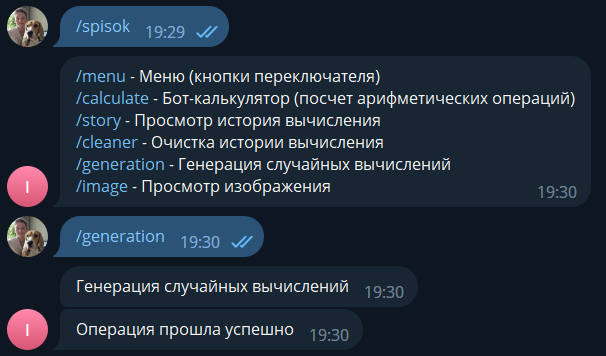 /spisok 19:29
/menu - Меню (кнопки переключателя)
/calculate - Бот-калькулятор (посчет арифметических операций)
/story - Просмотр история вычисления
/cleaner - Очистка истории вычисления
/generation - Генерация случайных вычислений
/image - Просмотр изображения
19:30
I
/generation 19:30
Генерация случайных вычислений 19:30
Операция прошла успешно 19:30
I